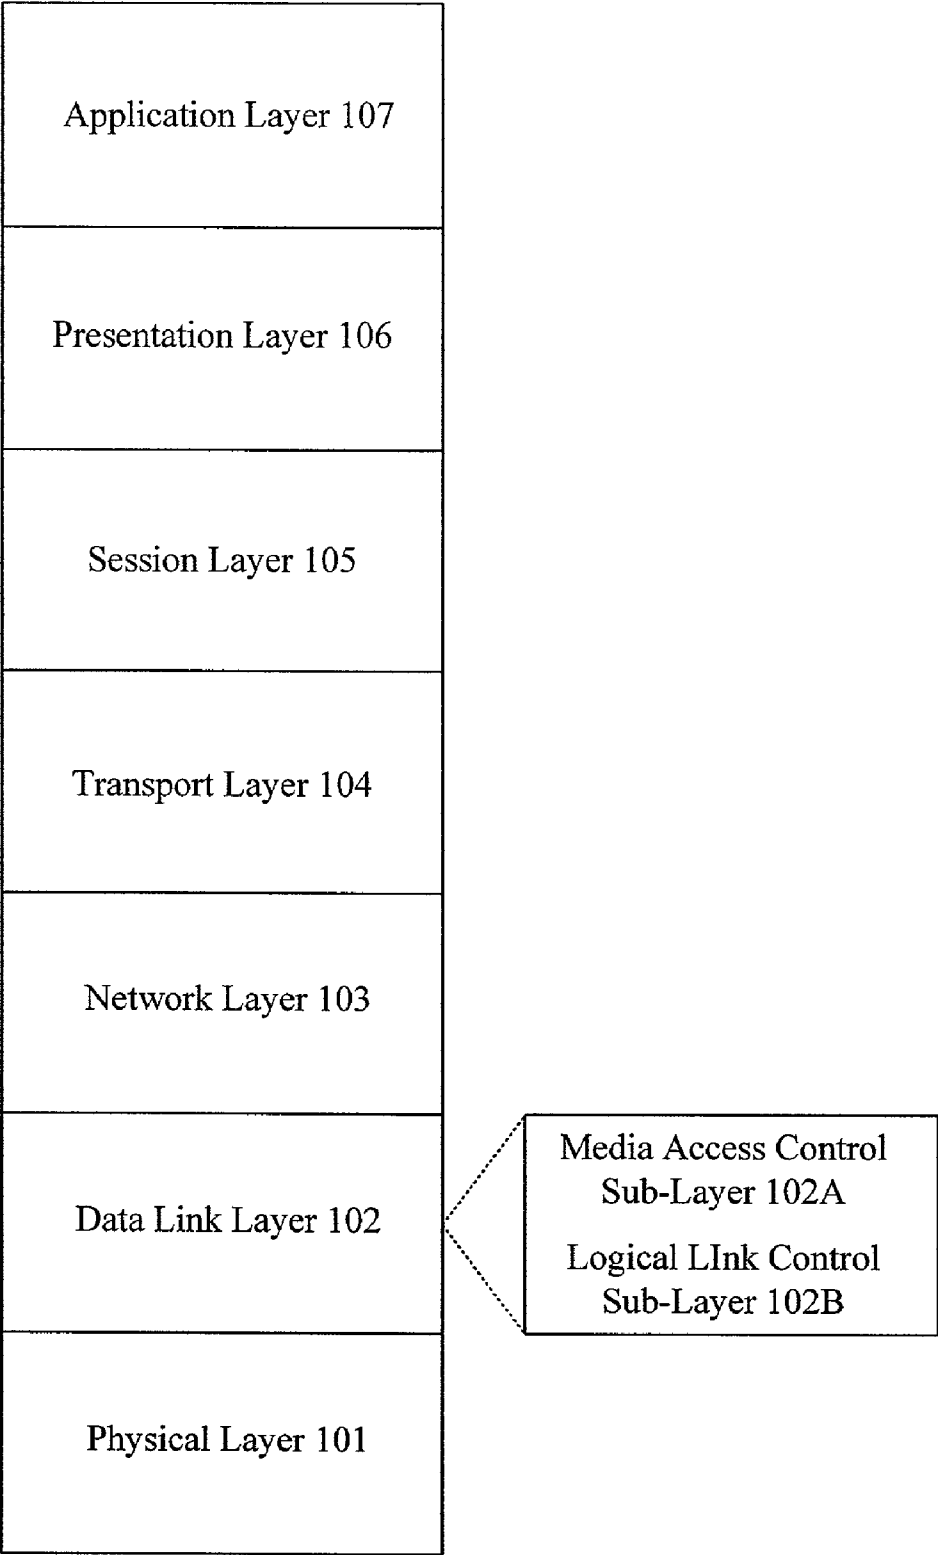 Application Layer 107
Presentation Layer 106
Session Layer 105
Transport Layer 104
Network Layer 103
Data Link Layer 102
Media Access Control
Sub-Layer 102A
Logical LInk Control
Sub-Layer 102B
Physical Layer 101